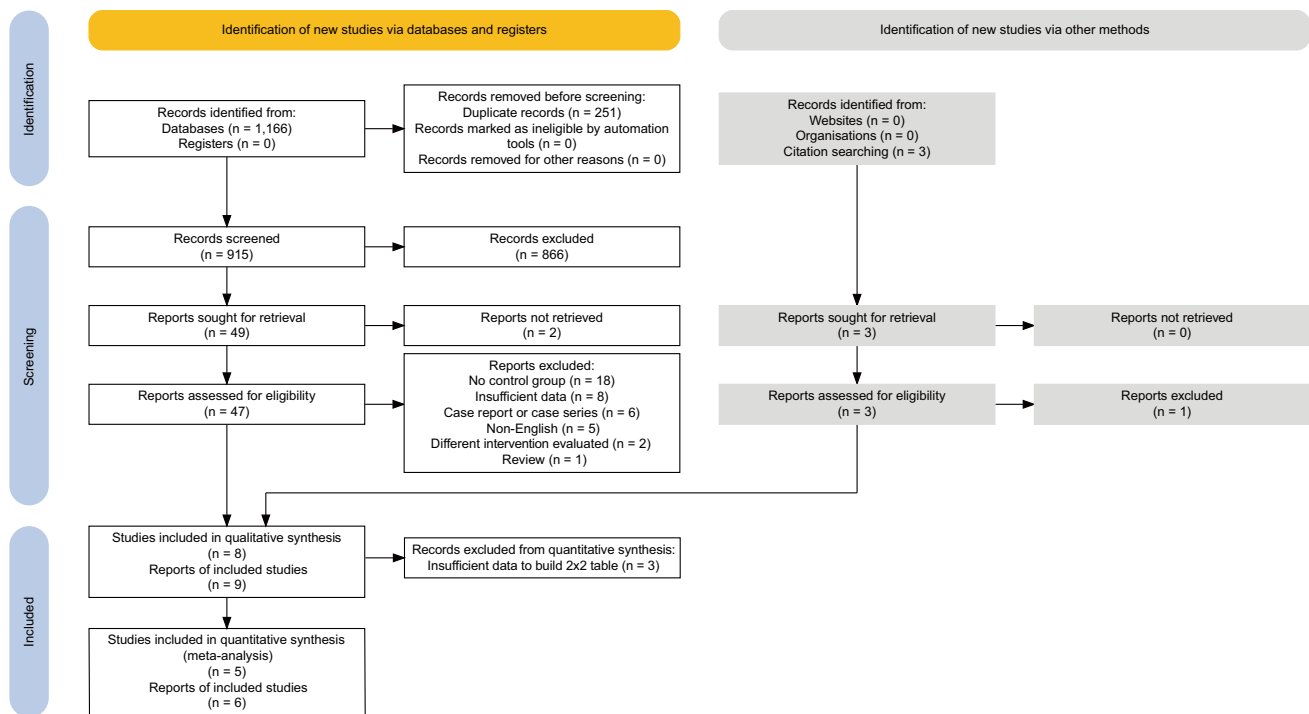 Identification of new studies via databases and registers
Identification of new studies via other methods
Identification
Records identified from:
Databases (n = 1,166)
Registers (n = 0)
Records removed before screening:
Duplicate records (n = 251)
Records marked as ineligible by automation
tools (n = 0)
Records removed for other reasons (n = 0)
Records identified from:
Websites (n = 0)
Organisations (n = 0)
Citation searching (n = 3)
Screening
Records screened
(n = 915)
Records excluded
(n = 866)
Reports sought for retrieval
(n = 49)
Reports not retrieved
(n = 2)
Reports sought for retrieval
(n = 3)
Reports not retrieved
(n = 0)
Reports assessed for eligibility
(n = 47)
Reports excluded:
No control group (n = 18)
Insufficient data (n = 8)
Case report or case series (n = 6)
Non-English (n = 5)
Different intervention evaluated (n = 2)
Review (n = 1)
Reports assessed for eligibility
(n = 3)
Reports excluded
(n = 1)
Included
Studies included in qualitative synthesis
(n = 8)
Reports of included studies
(n = 9)
Records excluded from quantitative synthesis:
Insufficient data to build 2x2 table (n = 3)
Studies included in quantitative synthesis
(meta-analysis)
(n = 5)
Reports of included studies
(n = 6)